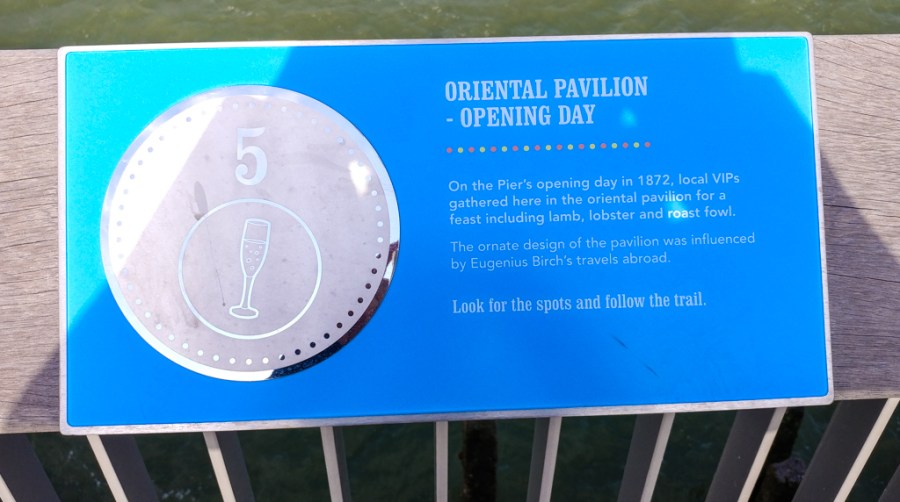 5
ORIENTAL PAVILION
- OPENING DAY
On the Pier's opening day in 1872, local VIPs
gathered here in the oriental pavilion for a
feast including lamb, lobster and roast fowl.
The ornate design of the pavilion was influenced
by Eugenius Birch's travels abroad.
Look for the spots and follow the trail.